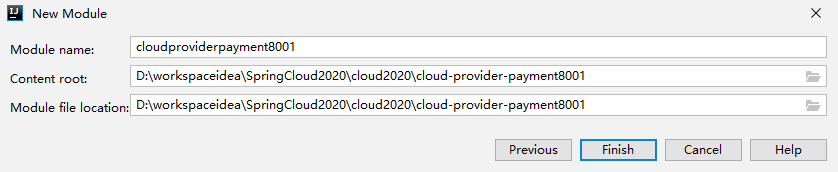 IJ New Module
Module name: cloudproviderpayment8001
Content root: D:\workspaceidea\SpringCloud2020\cloud2020\cloud-provider-payment8001
Module file location: D:\workspaceidea\SpringCloud2020\cloud2020\cloud-provider-payment8001
Previous Finish Cancel Help